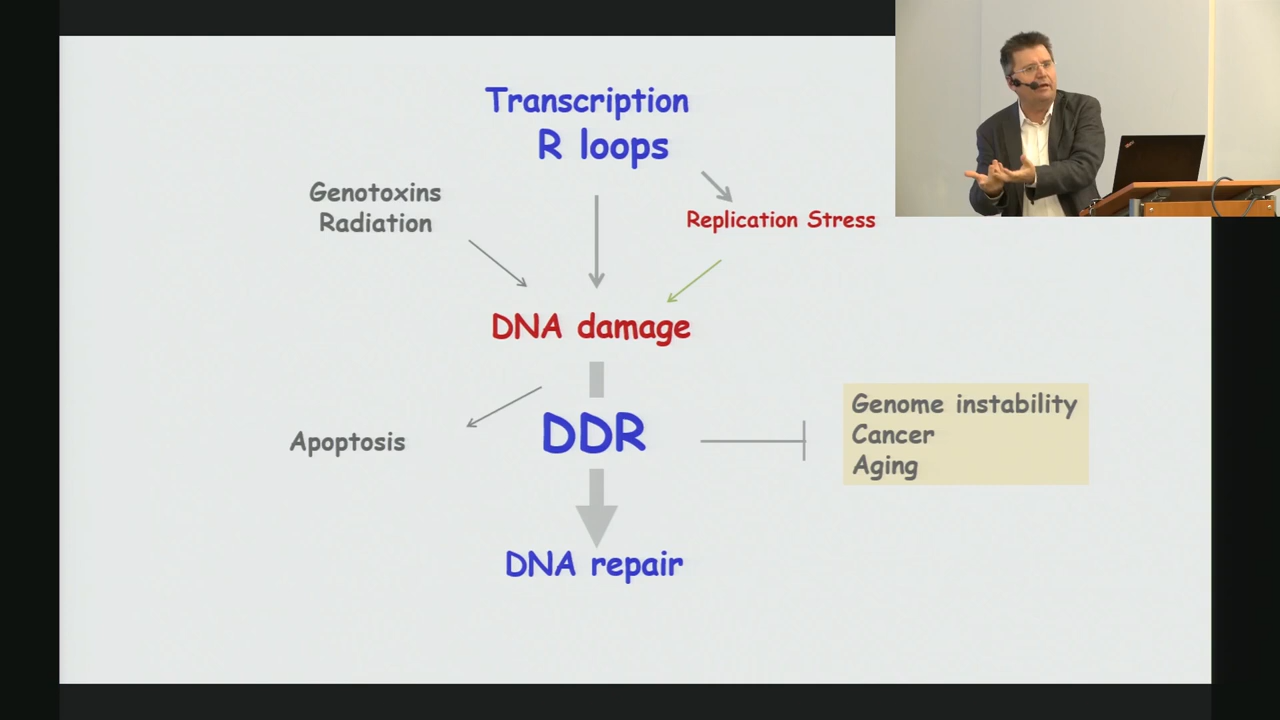 Transcription
R loops
Genotoxins
Radiation
Replication Stress
DNA damage
Apoptosis
DDR
Genome instability
Cancer
Aging
DNA repair